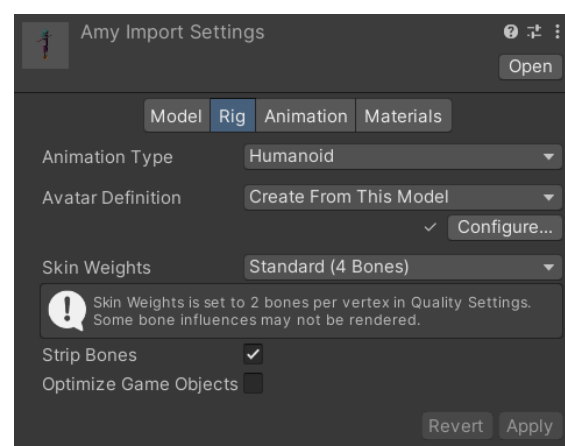 Amy Import Settings
Open
Model Rig Animation Materials
Animation Type Humanoid
Avatar Definition Create From This Model
Configure...
Skin Weights Standard (4 Bones)
Skin Weights is set to 2 bones per vertex in Quality Settings.
Some bone influences may not be rendered.
Strip Bones
Optimize Game Objects
Revert Apply